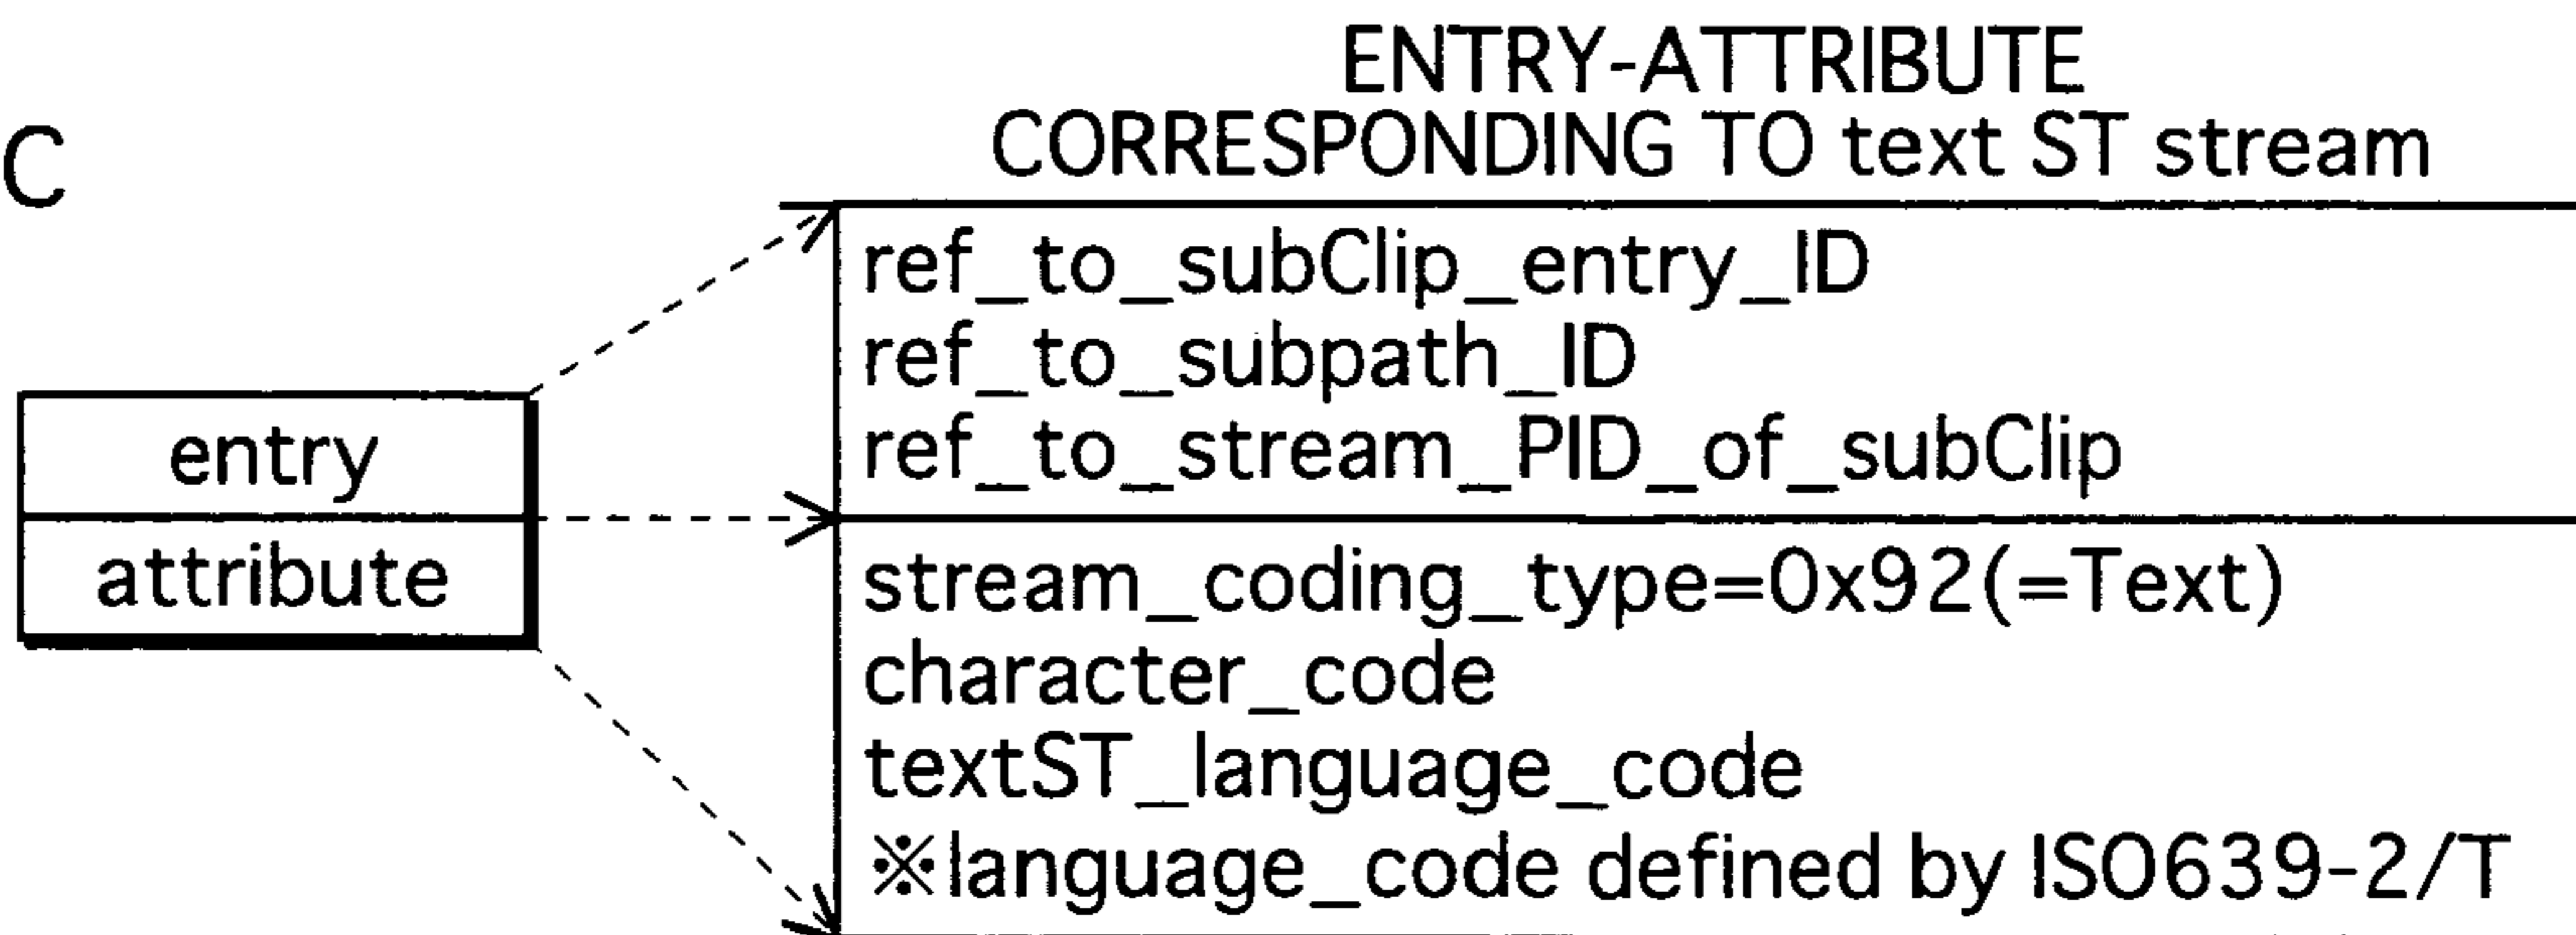 ENTRY-ATTRIBUTE
CORRESPONDING TO text ST stream
C
entry
attribute
ref_to_subClip_entry_ID
ref_to_subpath_ID
ref_to_stream_PID_of_subClip
stream_coding_type=0x92(=Text)
character_code
textST_language_code
※language_code defined by ISO639-2/T